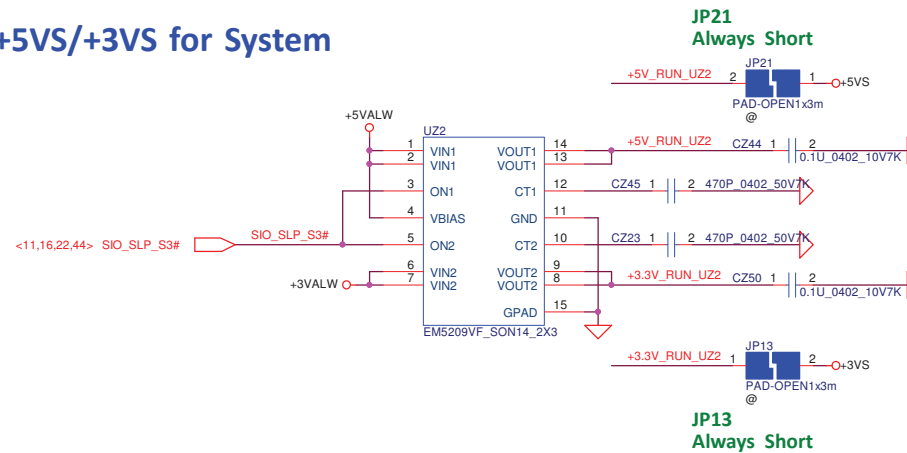 +5VS/+3VS for System
JP21
Always Short
JP21
+5V_RUN_UZ2 2 1 +5VS
PAD-OPEN1x3m
@
+5VALW
UZ2
1 VIN1 VOUT1 14 +5V_RUN_UZ2 CZ44 1 2
2 VIN1 VOUT1 13 0.1U_0402_10V7K
3 ON1 CT1 12 CZ45 1 2 470P_0402_50V7K
4 VBIAS GND 11
<11,16,22,44> SIO_SLP_S3# SIO_SLP_S3# 5 ON2 CT2 10 CZ23 1 2 470P_0402_50V7K
6 VIN2 VOUT2 9
+3VALW 7 VIN2 VOUT2 8 +3.3V_RUN_UZ2 CZ50 1 2
0.1U_0402_10V7K
GPAD 15
EM5209VF_SON14_2X3
JP13
+3.3V_RUN_UZ2 1 2 +3VS
PAD-OPEN1x3m
@
JP13
Always Short